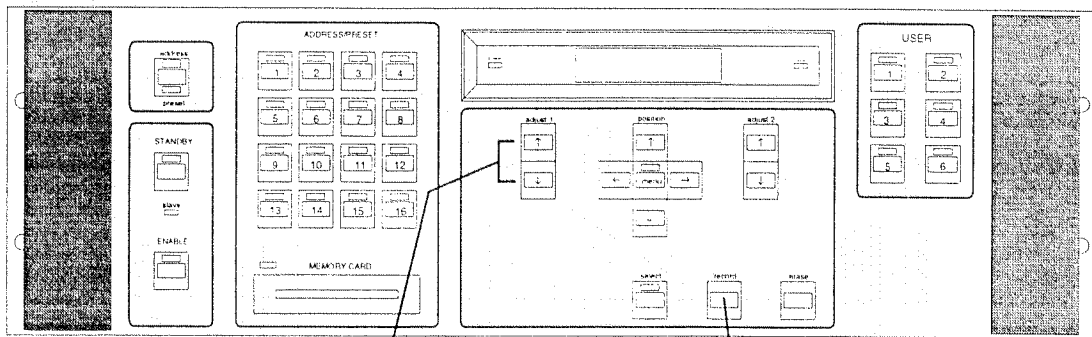 address
preset
STANDBY
slave
ENABLE
ADDRESS/PRESET
1 2 3 4
5 6 7 8
9 10 11 12
13 14 15 16
MEMORY CARD
adjust 1 position adjust 2
↑ ↑ ↑
↓ ← menu → ↓
select record erase
USER
1 2
3 4
5 6